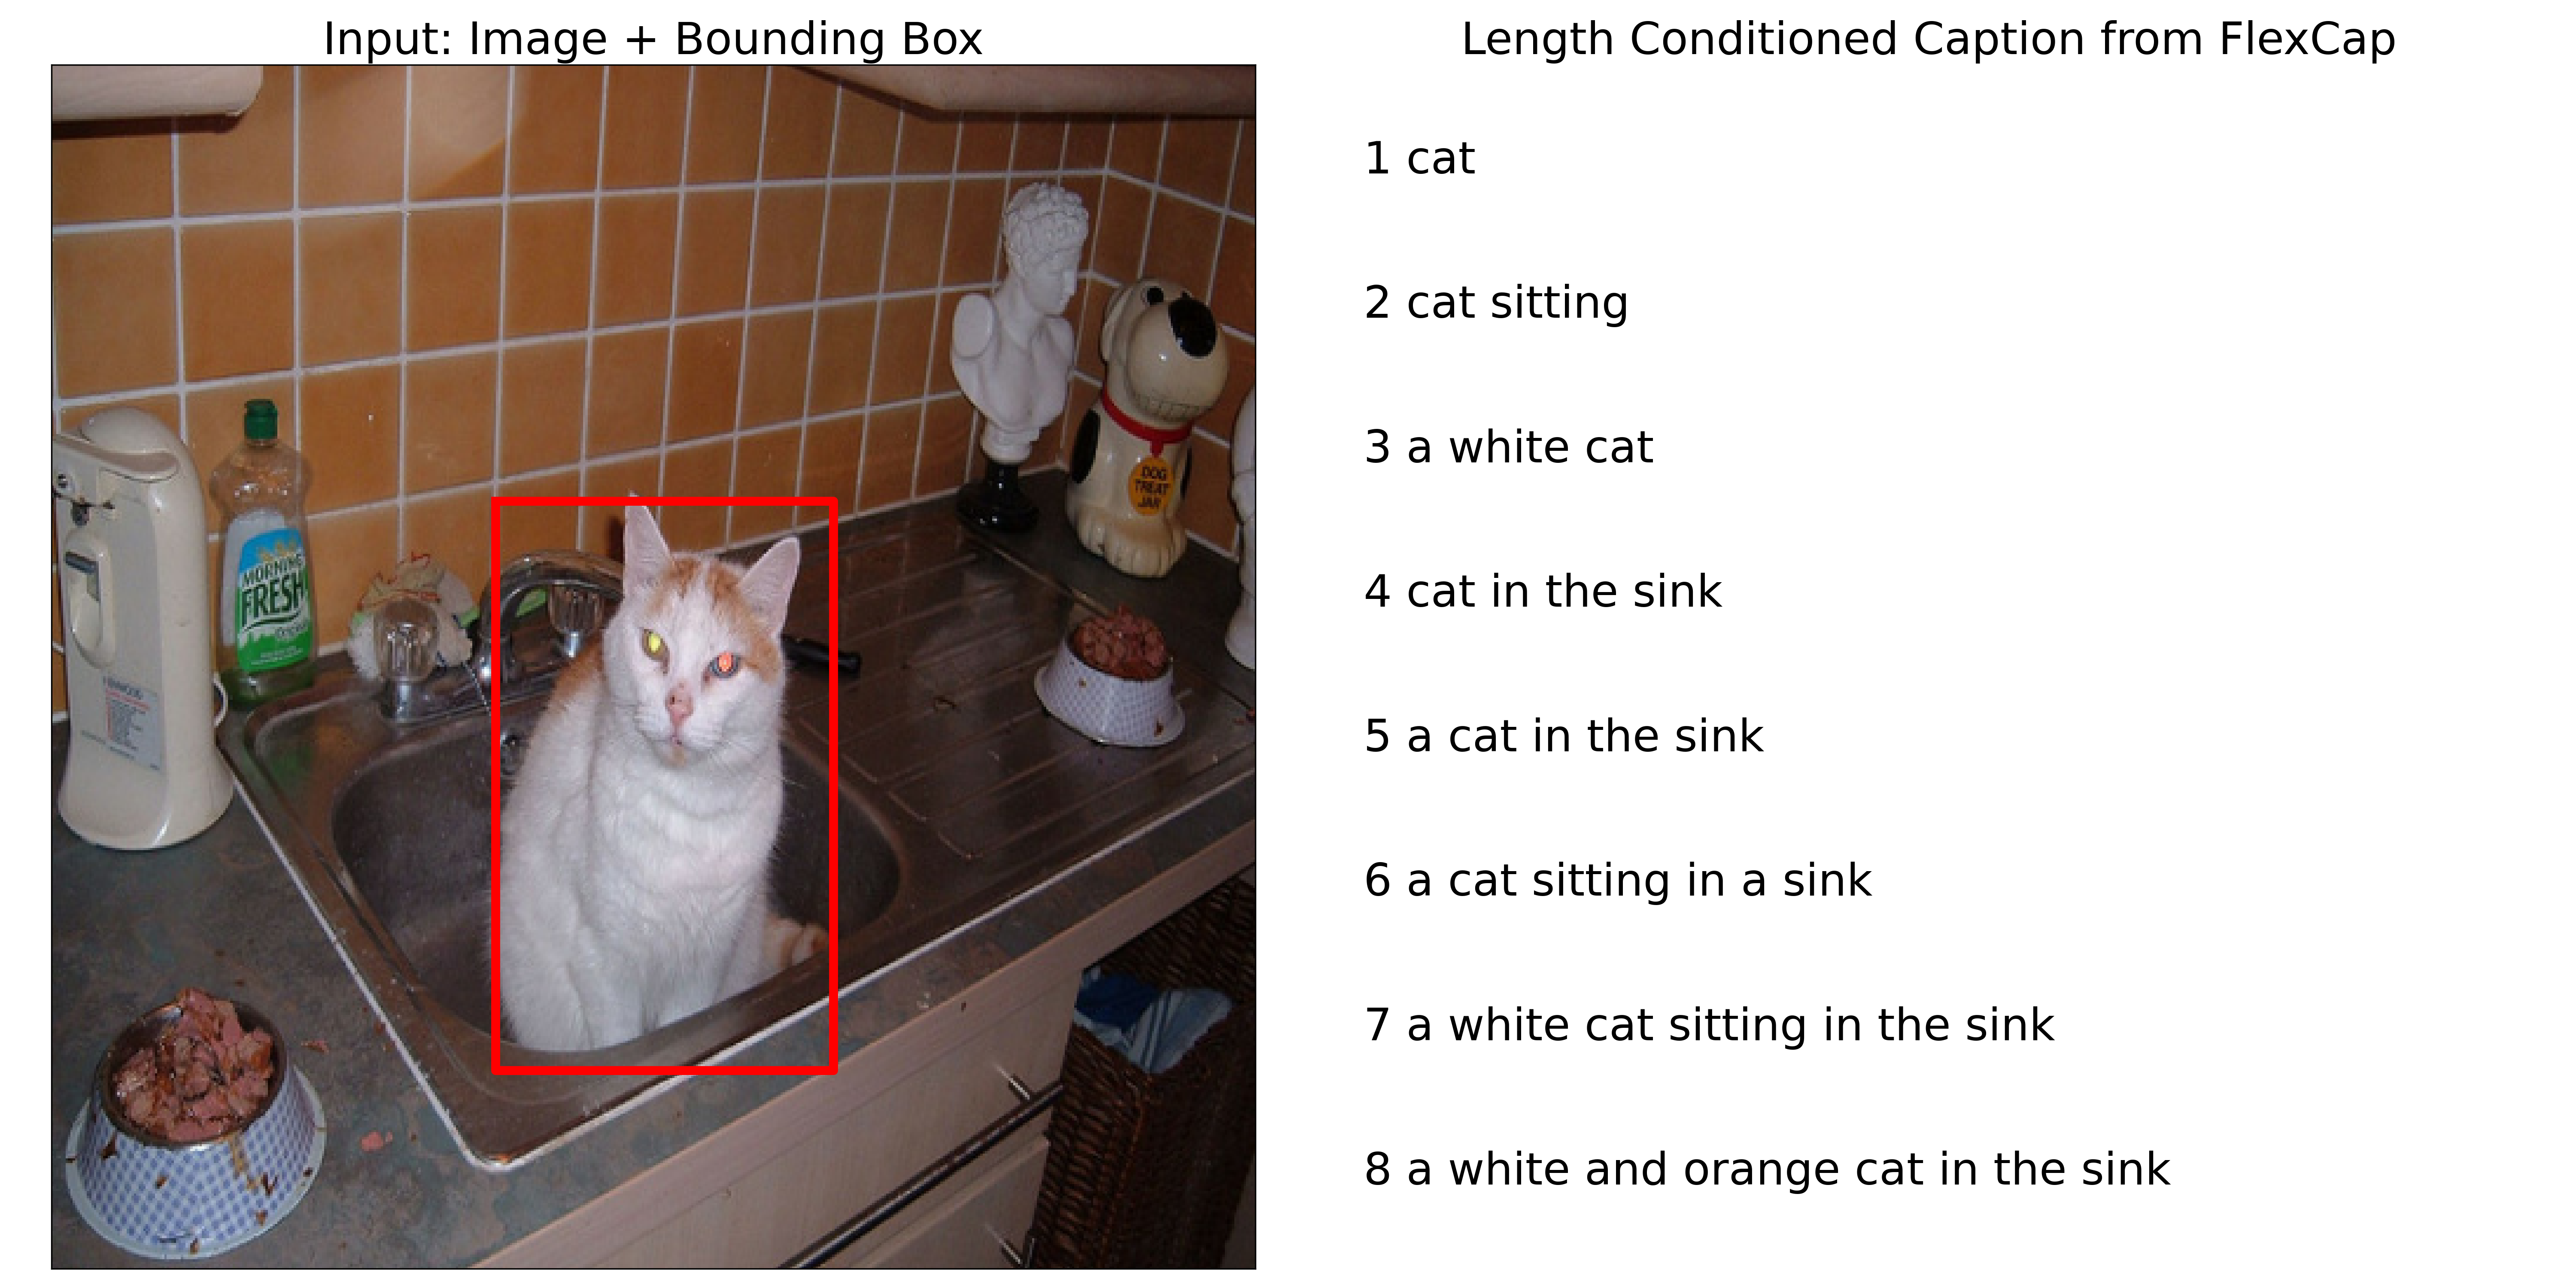 Input: Image + Bounding Box
Length Conditioned Caption from FlexCap
1 cat
2 cat sitting
3 a white cat
4 cat in the sink
5 a cat in the sink
6 a cat sitting in a sink
7 a white cat sitting in the sink
8 a white and orange cat in the sink
DOG
TREAT
JAR
MORNING
FRESH